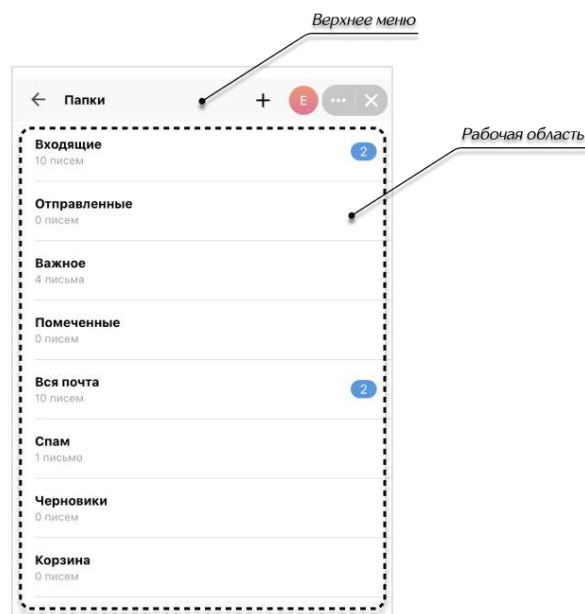 Верхнее меню
Папки
E
Рабочая область
Входящие
2
10 писем
Отправленные
0 писем
Важное
4 письма
Помеченные
0 писем
Вся почта
2
10 писем
Спам
1 письмо
Черновики
0 писем
Корзина
0 писем